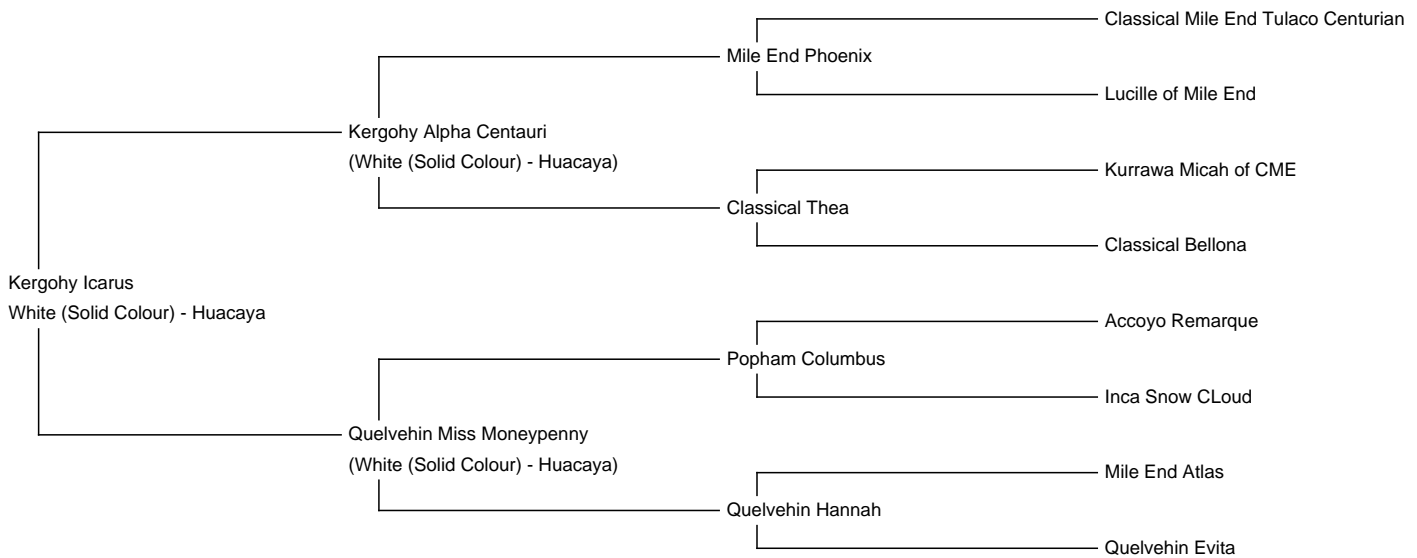 Classical Mile End Tulaco Centurian
Mile End Phoenix
Lucille of Mile End
Kergohy Alpha Centauri
(White (Solid Colour) - Huacaya)
Kurrawa Micah of CME
Classical Thea
Classical Bellona
Kergohy Icarus
White (Solid Colour) - Huacaya
Accoyo Remarque
Popham Columbus
Inca Snow CLoud
Quelvehin Miss Moneypenny
(White (Solid Colour) - Huacaya)
Mile End Atlas
Quelvehin Hannah
Quelvehin Evita